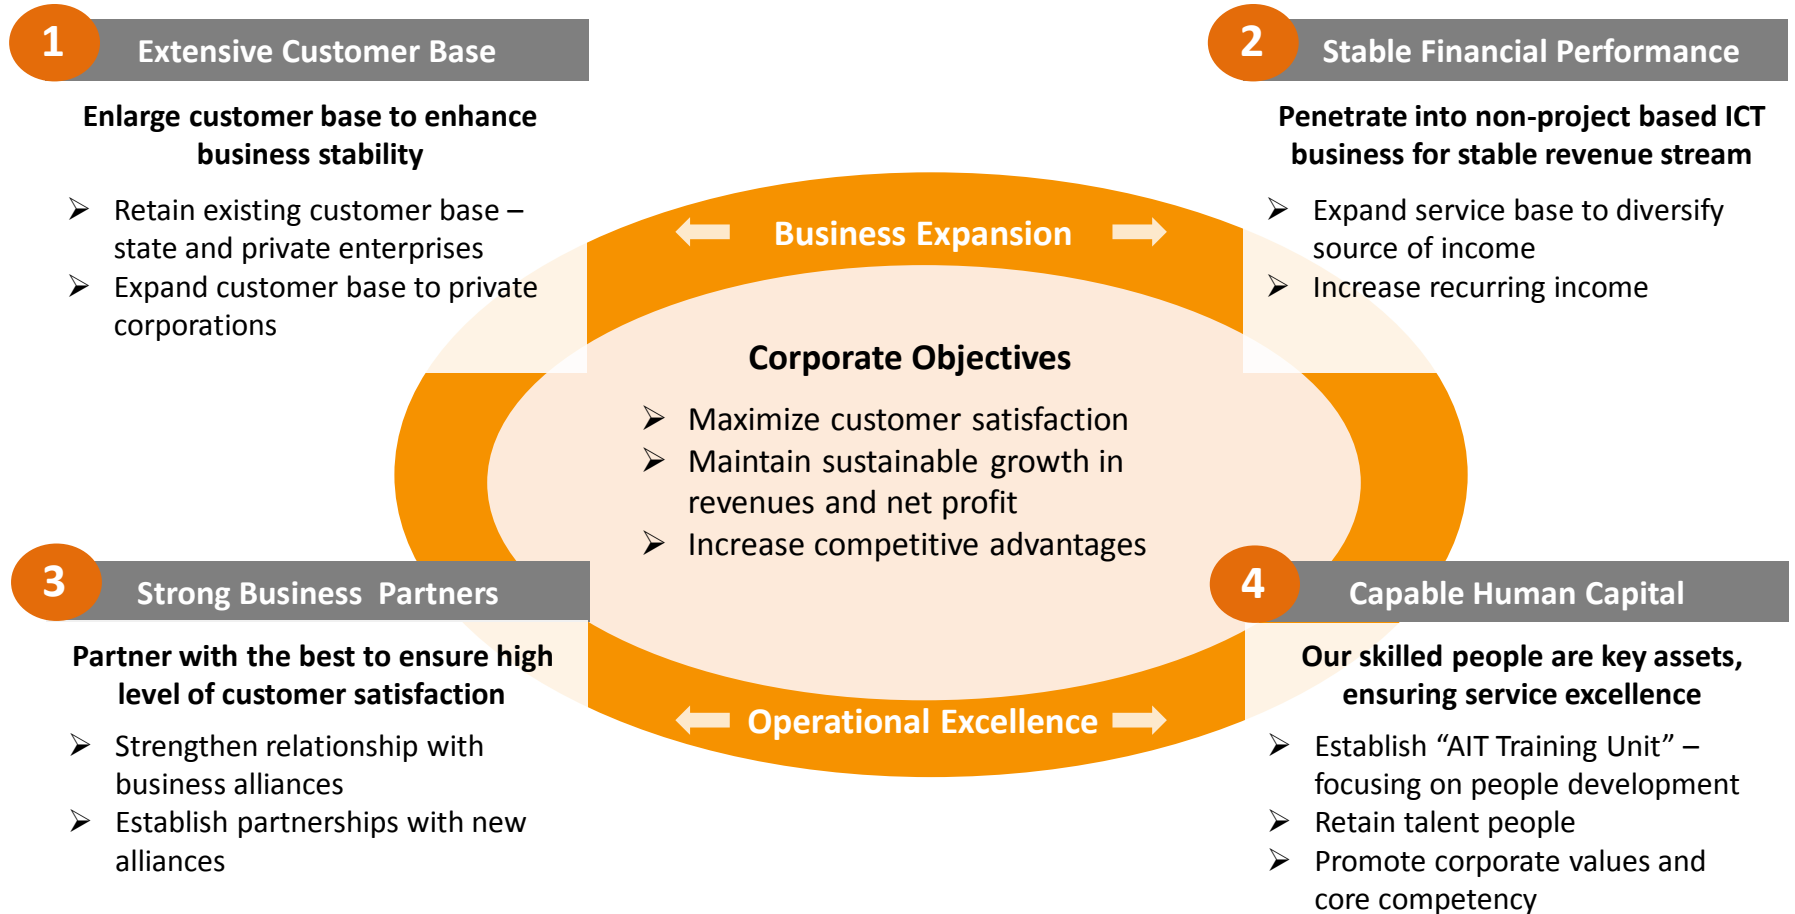 1
Extensive Customer Base
Enlarge customer base to enhance
business stability
➢ Retain existing customer base –
state and private enterprises
➢ Expand customer base to private
corporations
2
Stable Financial Performance
Penetrate into non-project based ICT
business for stable revenue stream
➢ Expand service base to diversify
source of income
➢ Increase recurring income
Business Expansion
Corporate Objectives
➢ Maximize customer satisfaction
➢ Maintain sustainable growth in
revenues and net profit
➢ Increase competitive advantages
Operational Excellence
3
Strong Business Partners
Partner with the best to ensure high
level of customer satisfaction
➢ Strengthen relationship with
business alliances
➢ Establish partnerships with new
alliances
4
Capable Human Capital
Our skilled people are key assets,
ensuring service excellence
➢ Establish “AIT Training Unit” –
focusing on people development
➢ Retain talent people
➢ Promote corporate values and
core competency